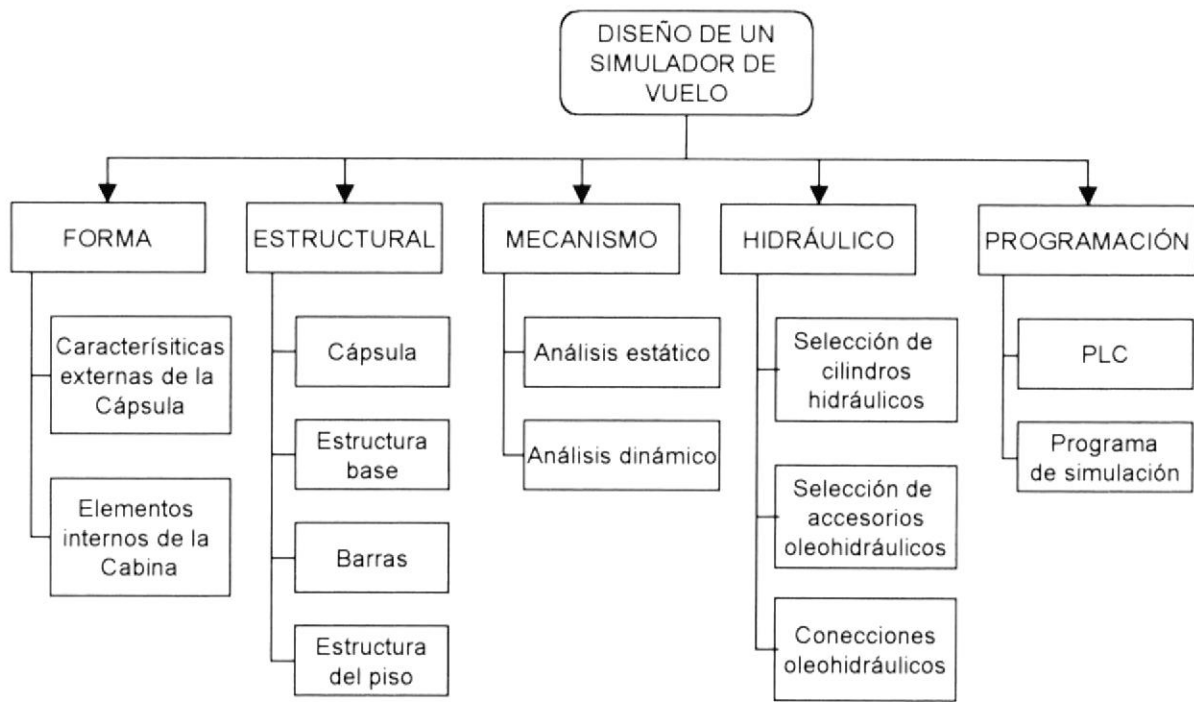 DISEÑO DE UN
SIMULADOR DE
VUELO
FORMA
ESTRUCTURAL
MECANISMO
HIDRÁULICO
PROGRAMACIÓN
Caracterísiticas
externas de la
Cápsula
Elementos
internos de la
Cabina
Cápsula
Estructura
base
Barras
Estructura
del piso
Análisis estático
Análisis dinámico
Selección de
cilindros
hidráulicos
Selección de
accesorios
oleohidráulicos
Conecciones
oleohidráulicos
PLC
Programa
de simulación